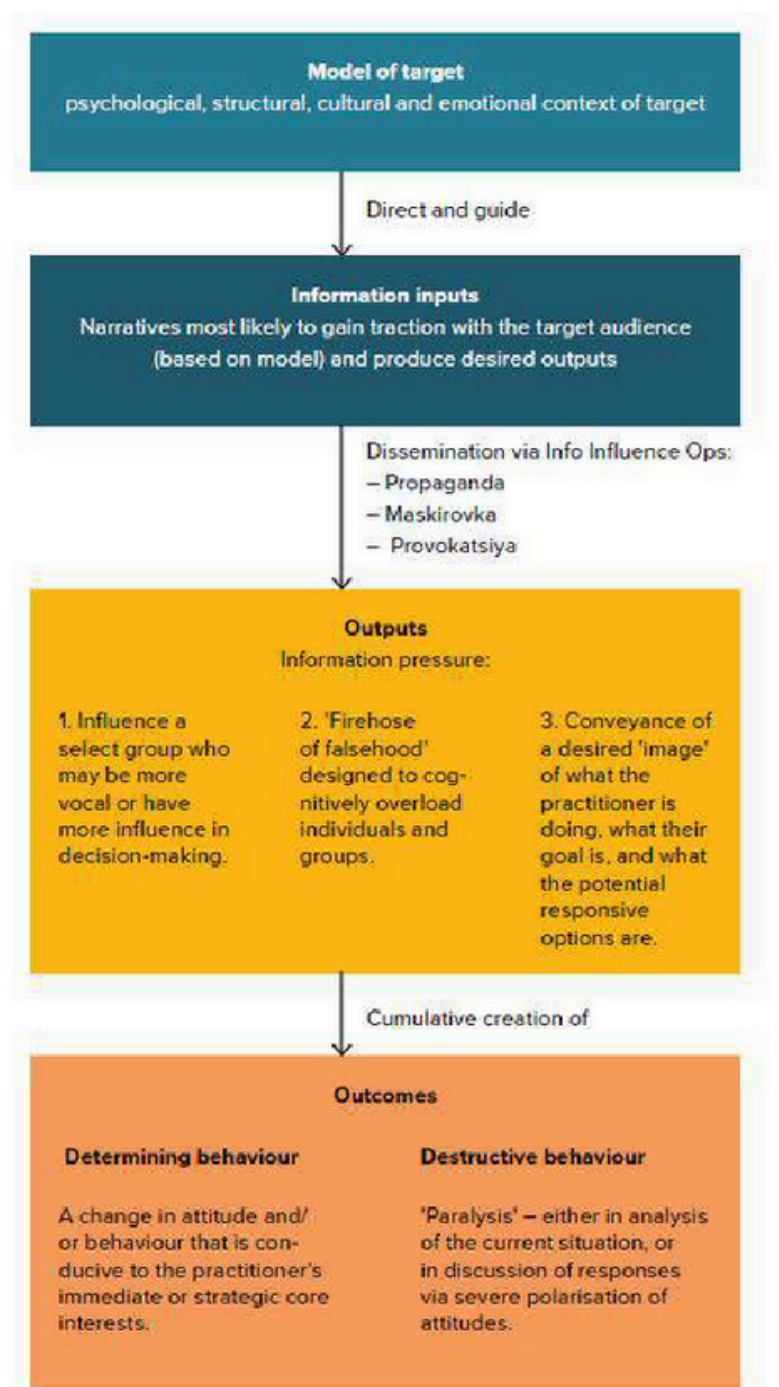 Model of target
psychological, structural, cultural and emotional context of target
Direct and guide
Information inputs
Narratives most likely to gain traction with the target audience
(based on model) and produce desired outputs
Dissemination via Info Influence Ops:
– Propaganda
– Maskirovka
– Provokatsiya
Outputs
Information pressure:
1. Influence a
select group who
may be more
vocal or have
more influence in
decision-making.
2. 'Firehose
of falsehood'
designed to cog-
nitively overload
individuals and
groups.
3. Conveyance of
a desired 'image'
of what the
practitioner is
doing, what their
goal is, and what
the potential
responsive
options are.
Cumulative creation of
Outcomes
Determining behaviour
A change in attitude and/
or behaviour that is con-
ducive to the practitioner's
immediate or strategic core
interests.
Destructive behaviour
'Paralysis' – either in analysis
of the current situation, or
in discussion of responses
via severe polarisation of
attitudes.